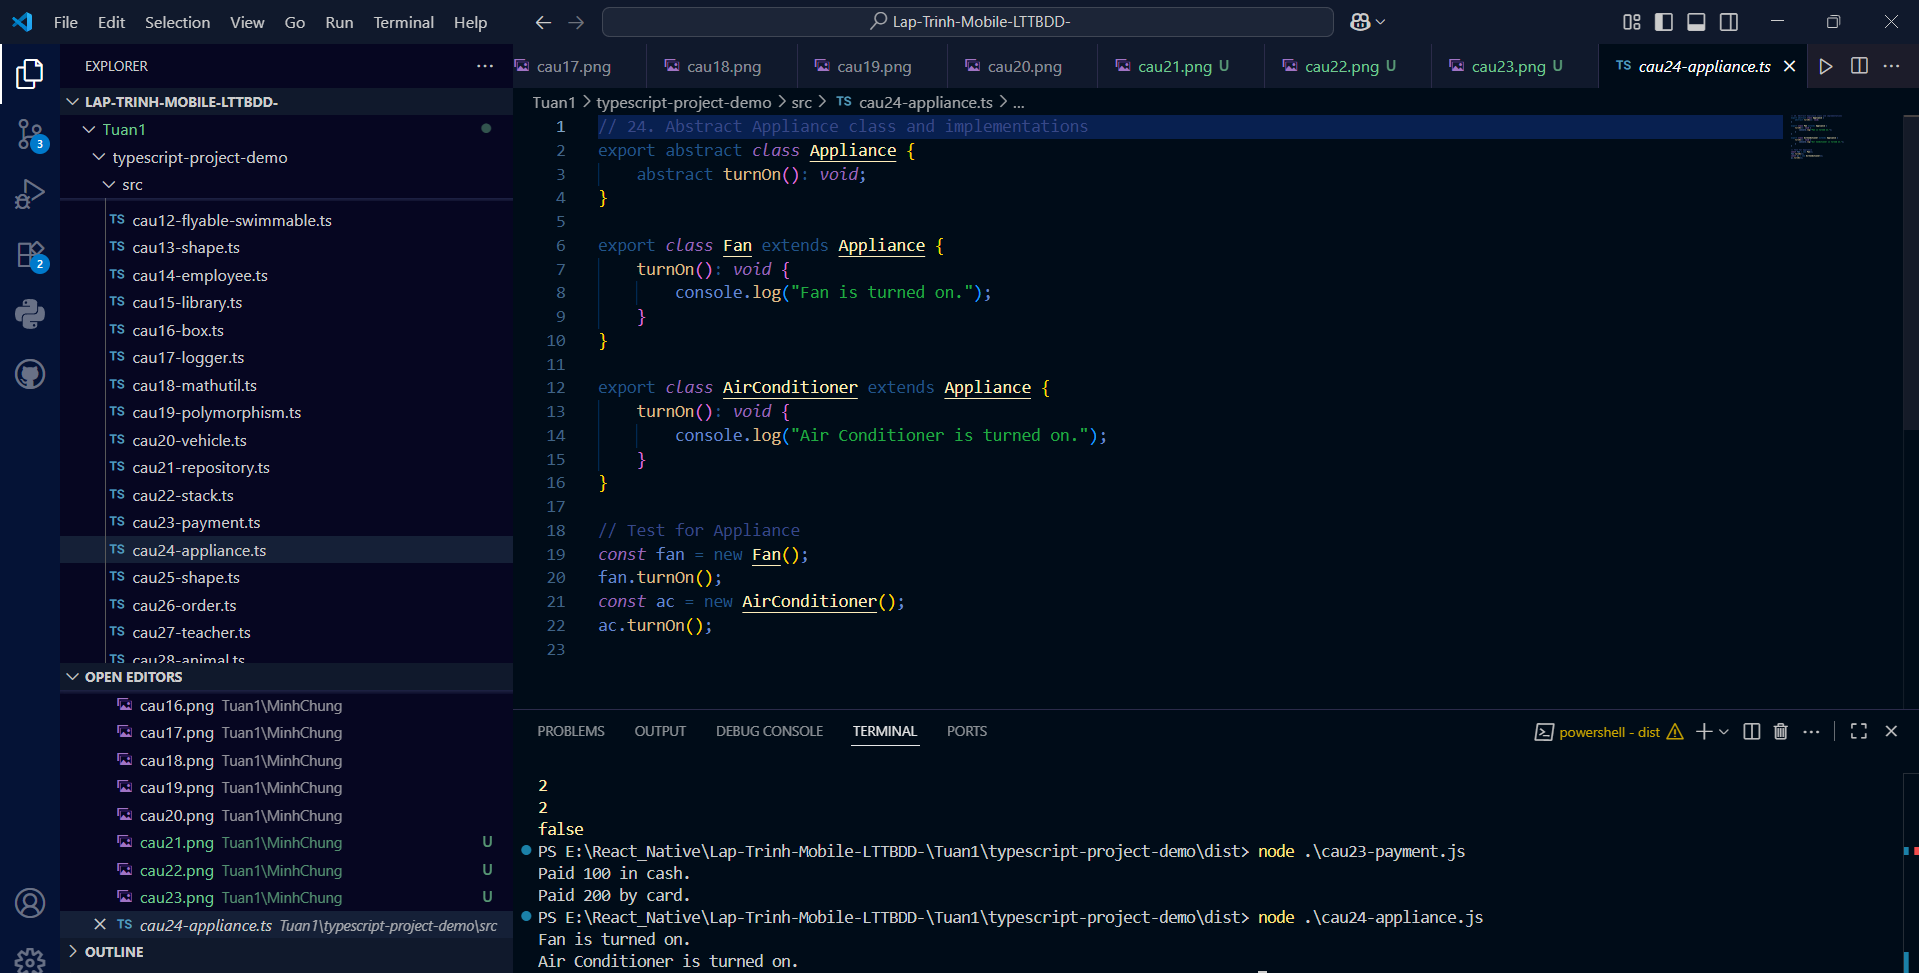 File Edit Selection View Go Run Terminal Help
Lap-Trinh-Mobile-LTTBDD-
EXPLORER
LAP-TRINH-MOBILE-LTTBDD-
Tuan1
typescript-project-demo
src
TS cau12-flyable-swimmable.ts
TS cau13-shape.ts
TS cau14-employee.ts
TS cau15-library.ts
TS cau16-box.ts
TS cau17-logger.ts
TS cau18-mathutil.ts
TS cau19-polymorphism.ts
TS cau20-vehicle.ts
TS cau21-repository.ts
TS cau22-stack.ts
TS cau23-payment.ts
TS cau24-appliance.ts
TS cau25-shape.ts
TS cau26-order.ts
TS cau27-teacher.ts
TS cau28-animal.ts
OPEN EDITORS
cau16.png Tuan1\MinhChung
cau17.png Tuan1\MinhChung
cau18.png Tuan1\MinhChung
cau19.png Tuan1\MinhChung
cau20.png Tuan1\MinhChung
cau21.png Tuan1\MinhChung U
cau22.png Tuan1\MinhChung U
cau23.png Tuan1\MinhChung U
TS cau24-appliance.ts Tuan1\typescript-project-demo\src
OUTLINE
3
2
cau17.png cau18.png cau19.png cau20.png cau21.png U cau22.png U cau23.png U TS cau24-appliance.ts
Tuan1 > typescript-project-demo > src > TS cau24-appliance.ts > ...
1 // 24. Abstract Appliance class and implementations
2 export abstract class Appliance {
3 abstract turnOn(): void;
4 }
5
6 export class Fan extends Appliance {
7 turnOn(): void {
8 console.log("Fan is turned on.");
9 }
10 }
11
12 export class AirConditioner extends Appliance {
13 turnOn(): void {
14 console.log("Air Conditioner is turned on.");
15 }
16 }
17
18 // Test for Appliance
19 const fan = new Fan();
20 fan.turnOn();
21 const ac = new AirConditioner();
22 ac.turnOn();
23
PROBLEMS OUTPUT DEBUG CONSOLE TERMINAL PORTS
powershell - dist
2
2
false
PS E:\React_Native\Lap-Trinh-Mobile-LTTBDD-\Tuan1\typescript-project-demo\dist> node .\cau23-payment.js
Paid 100 in cash.
Paid 200 by card.
PS E:\React_Native\Lap-Trinh-Mobile-LTTBDD-\Tuan1\typescript-project-demo\dist> node .\cau24-appliance.js
Fan is turned on.
Air Conditioner is turned on.